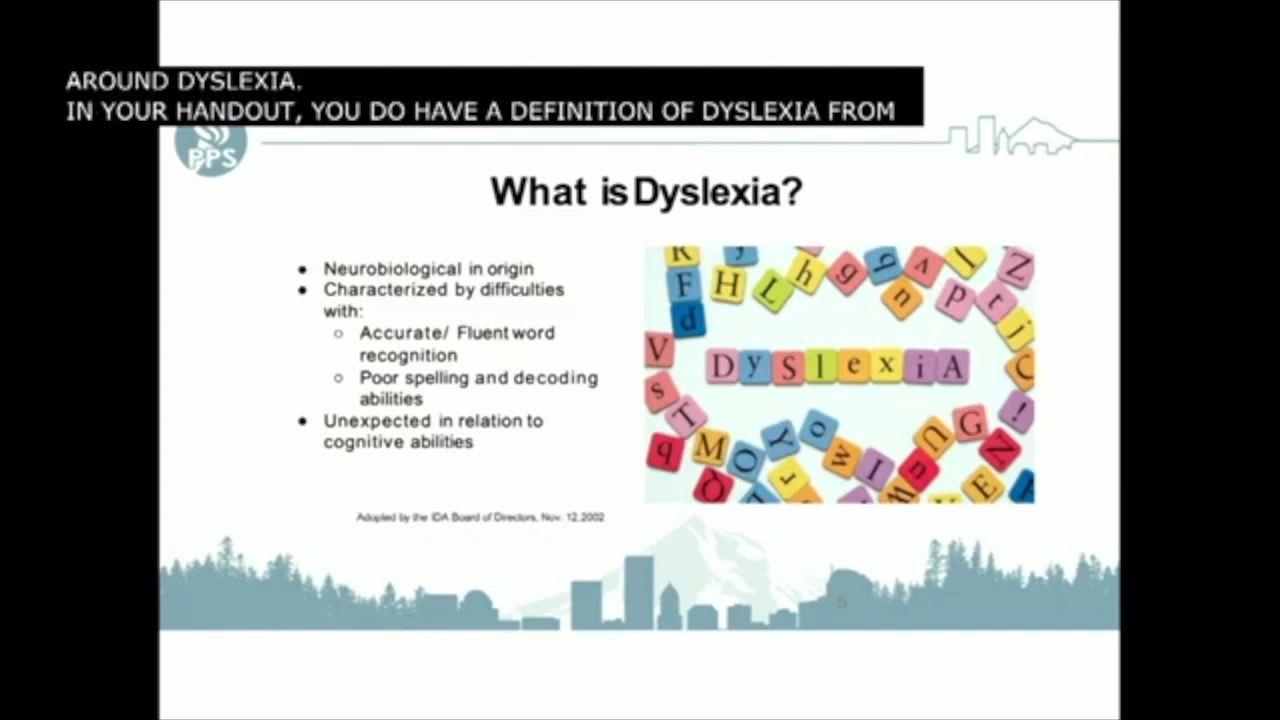 AROUND DYSLEXIA.
IN YOUR HANDOUT, YOU DO HAVE A DEFINITION OF DYSLEXIA FROM
PPS
What is Dyslexia?
• Neurobiological in origin
• Characterized by difficulties
with:
○ Accurate/ Fluent word
recognition
○ Poor spelling and decoding
abilities
• Unexpected in relation to
cognitive abilities
DySlexiA
Adopted by the IDA Board of Directors, Nov. 12,2002
5